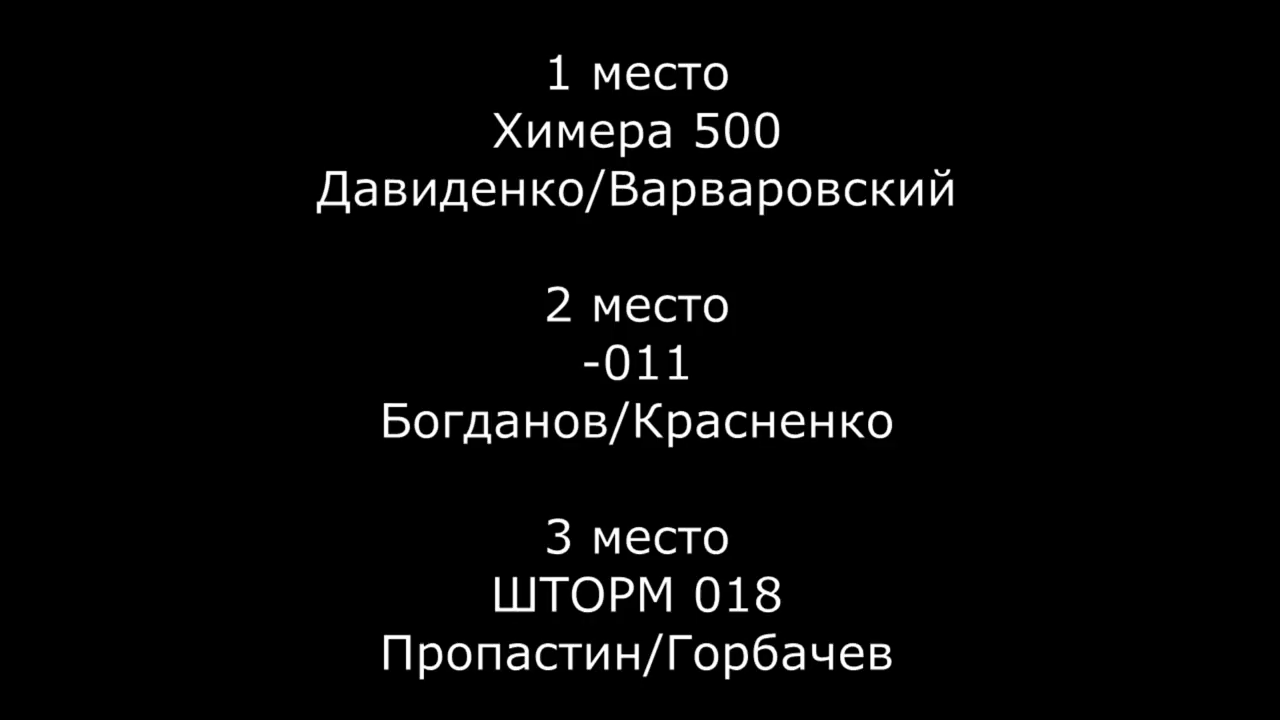 1 место
Химера 500
Давиденко/Варваровский
2 место
-011
Богданов/Красненко
3 место
ШТОРМ 018
Пропастин/Горбачев